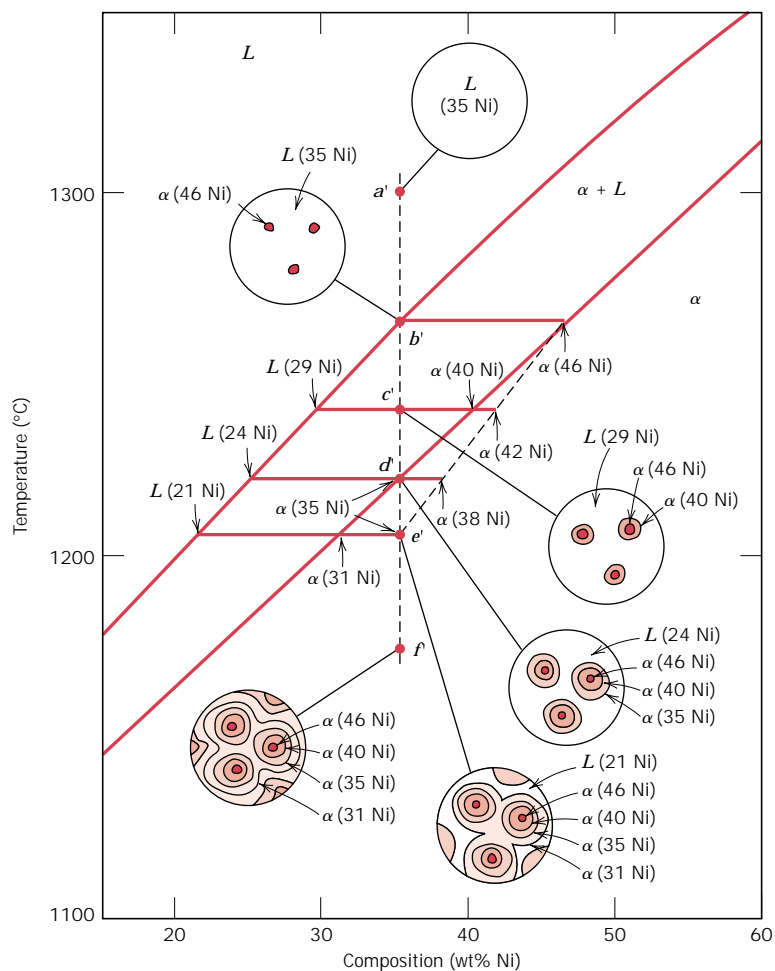 L
L
(35 Ni)
L (35 Ni)
α (46 Ni)
1300
a'
α + L
α
b'
L (29 Ni)
c'
α (40 Ni)
α (46 Ni)
L (24 Ni)
α (42 Ni)
L (29 Ni)
d'
α (46 Ni)
L (21 Ni)
α (35 Ni)
α (38 Ni)
α (40 Ni)
Temperature (°C)
1200
e'
α (31 Ni)
f'
L (24 Ni)
α (46 Ni)
α (40 Ni)
α (35 Ni)
α (46 Ni)
α (40 Ni)
α (35 Ni)
α (31 Ni)
L (21 Ni)
α (46 Ni)
α (40 Ni)
α (35 Ni)
α (31 Ni)
1100
20
30
40
50
60
Composition (wt% Ni)